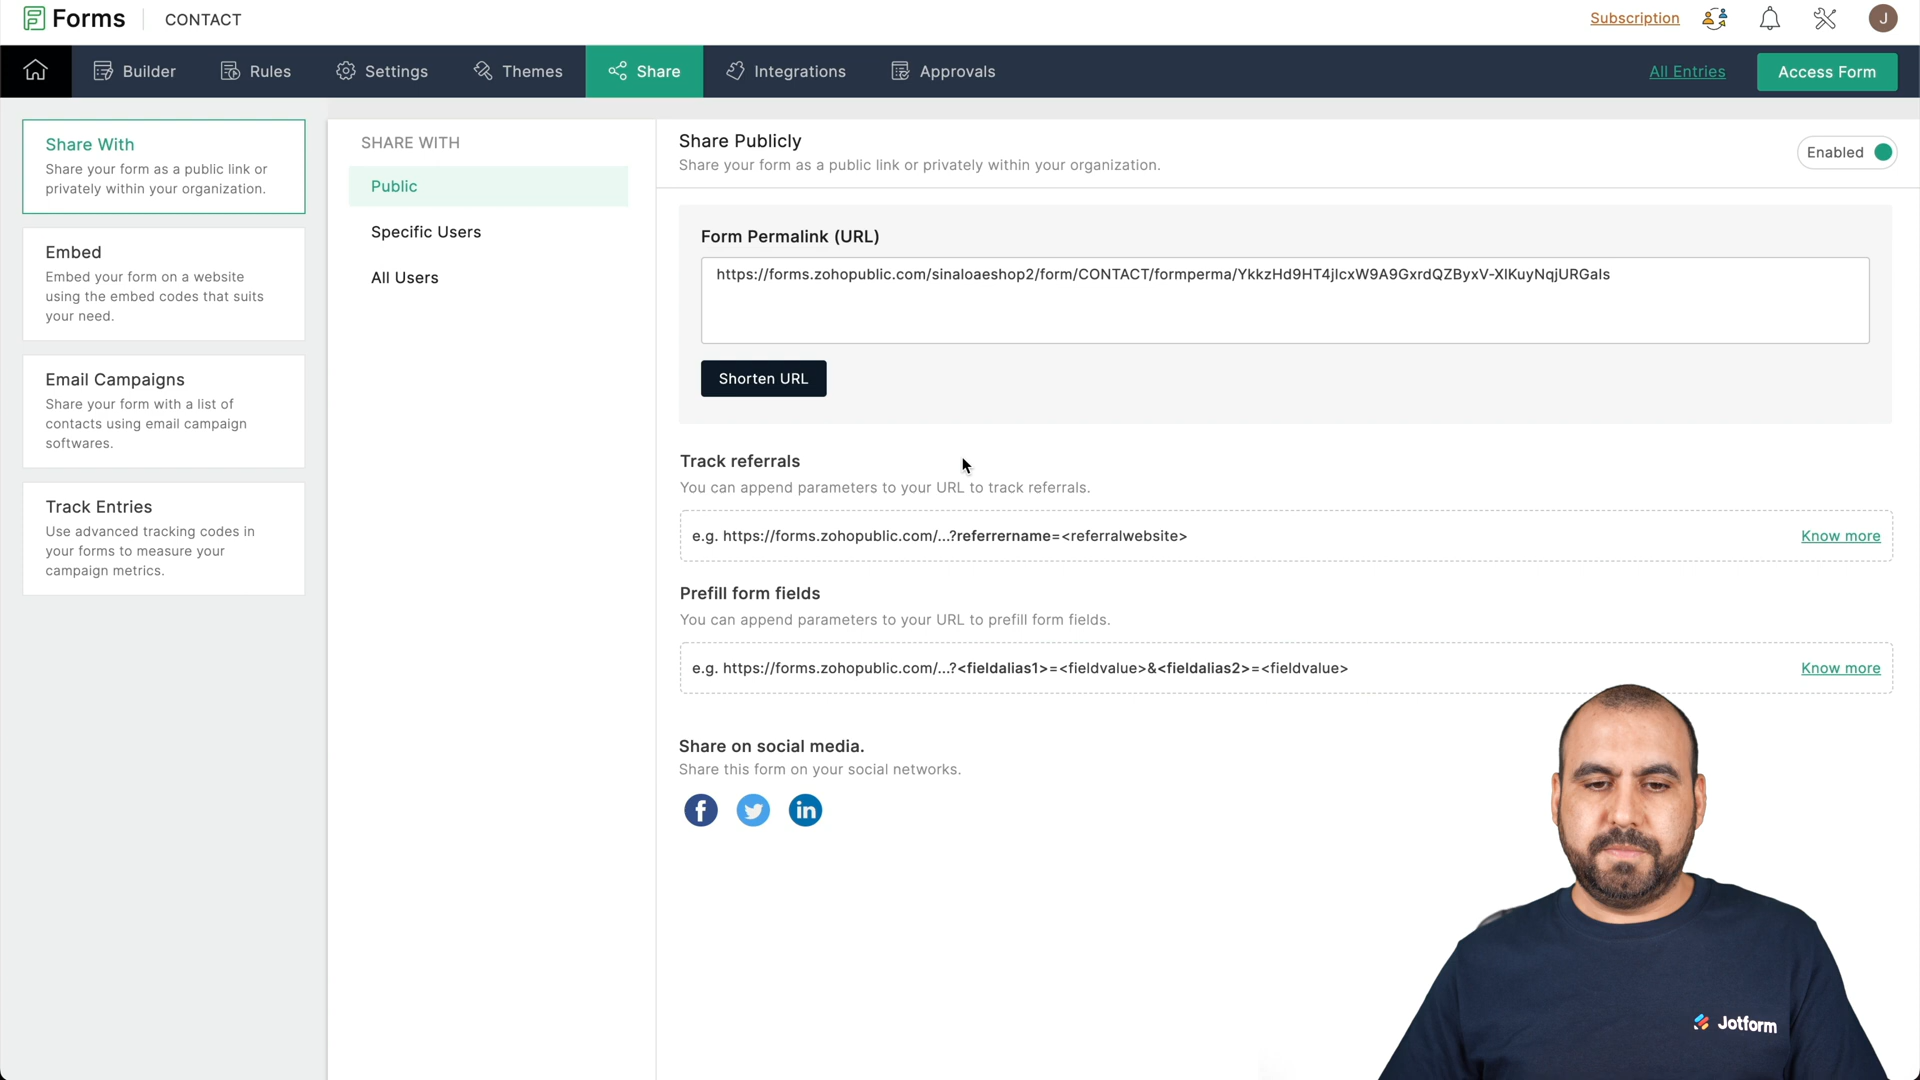 Forms
CONTACT
Subscription
J
Builder
Rules
Settings
Themes
Share
Integrations
Approvals
All Entries
Access Form
Share With
Share your form as a public link or
privately within your organization.
Embed
Embed your form on a website
using the embed codes that suits
your need.
Email Campaigns
Share your form with a list of
contacts using email campaign
softwares.
Track Entries
Use advanced tracking codes in
your forms to measure your
campaign metrics.
SHARE WITH
Public
Specific Users
All Users
Share Publicly
Share your form as a public link or privately within your organization.
Enabled
Form Permalink (URL)
https://forms.zohopublic.com/sinaloaeshop2/form/CONTACT/formperma/YkkzHd9HT4jlcxW9A9GxrdQZByxV-XlKuyNqjURGals
Shorten URL
Track referrals
You can append parameters to your URL to track referrals.
e.g. https://forms.zohopublic.com/...?referrername=<referralwebsite>
Know more
Prefill form fields
You can append parameters to your URL to prefill form fields.
e.g. https://forms.zohopublic.com/...?<fieldalias1>=<fieldvalue>&<fieldalias2>=<fieldvalue>
Know more
Share on social media.
Share this form on your social networks.
f
in
Jotform